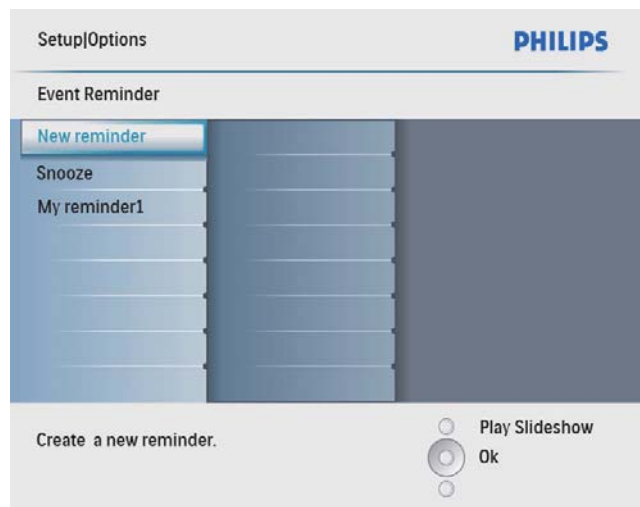 Setup|Options
PHILIPS
Event Reminder
New reminder
Snooze
My reminder1
Create a new reminder.
Play Slideshow
Ok